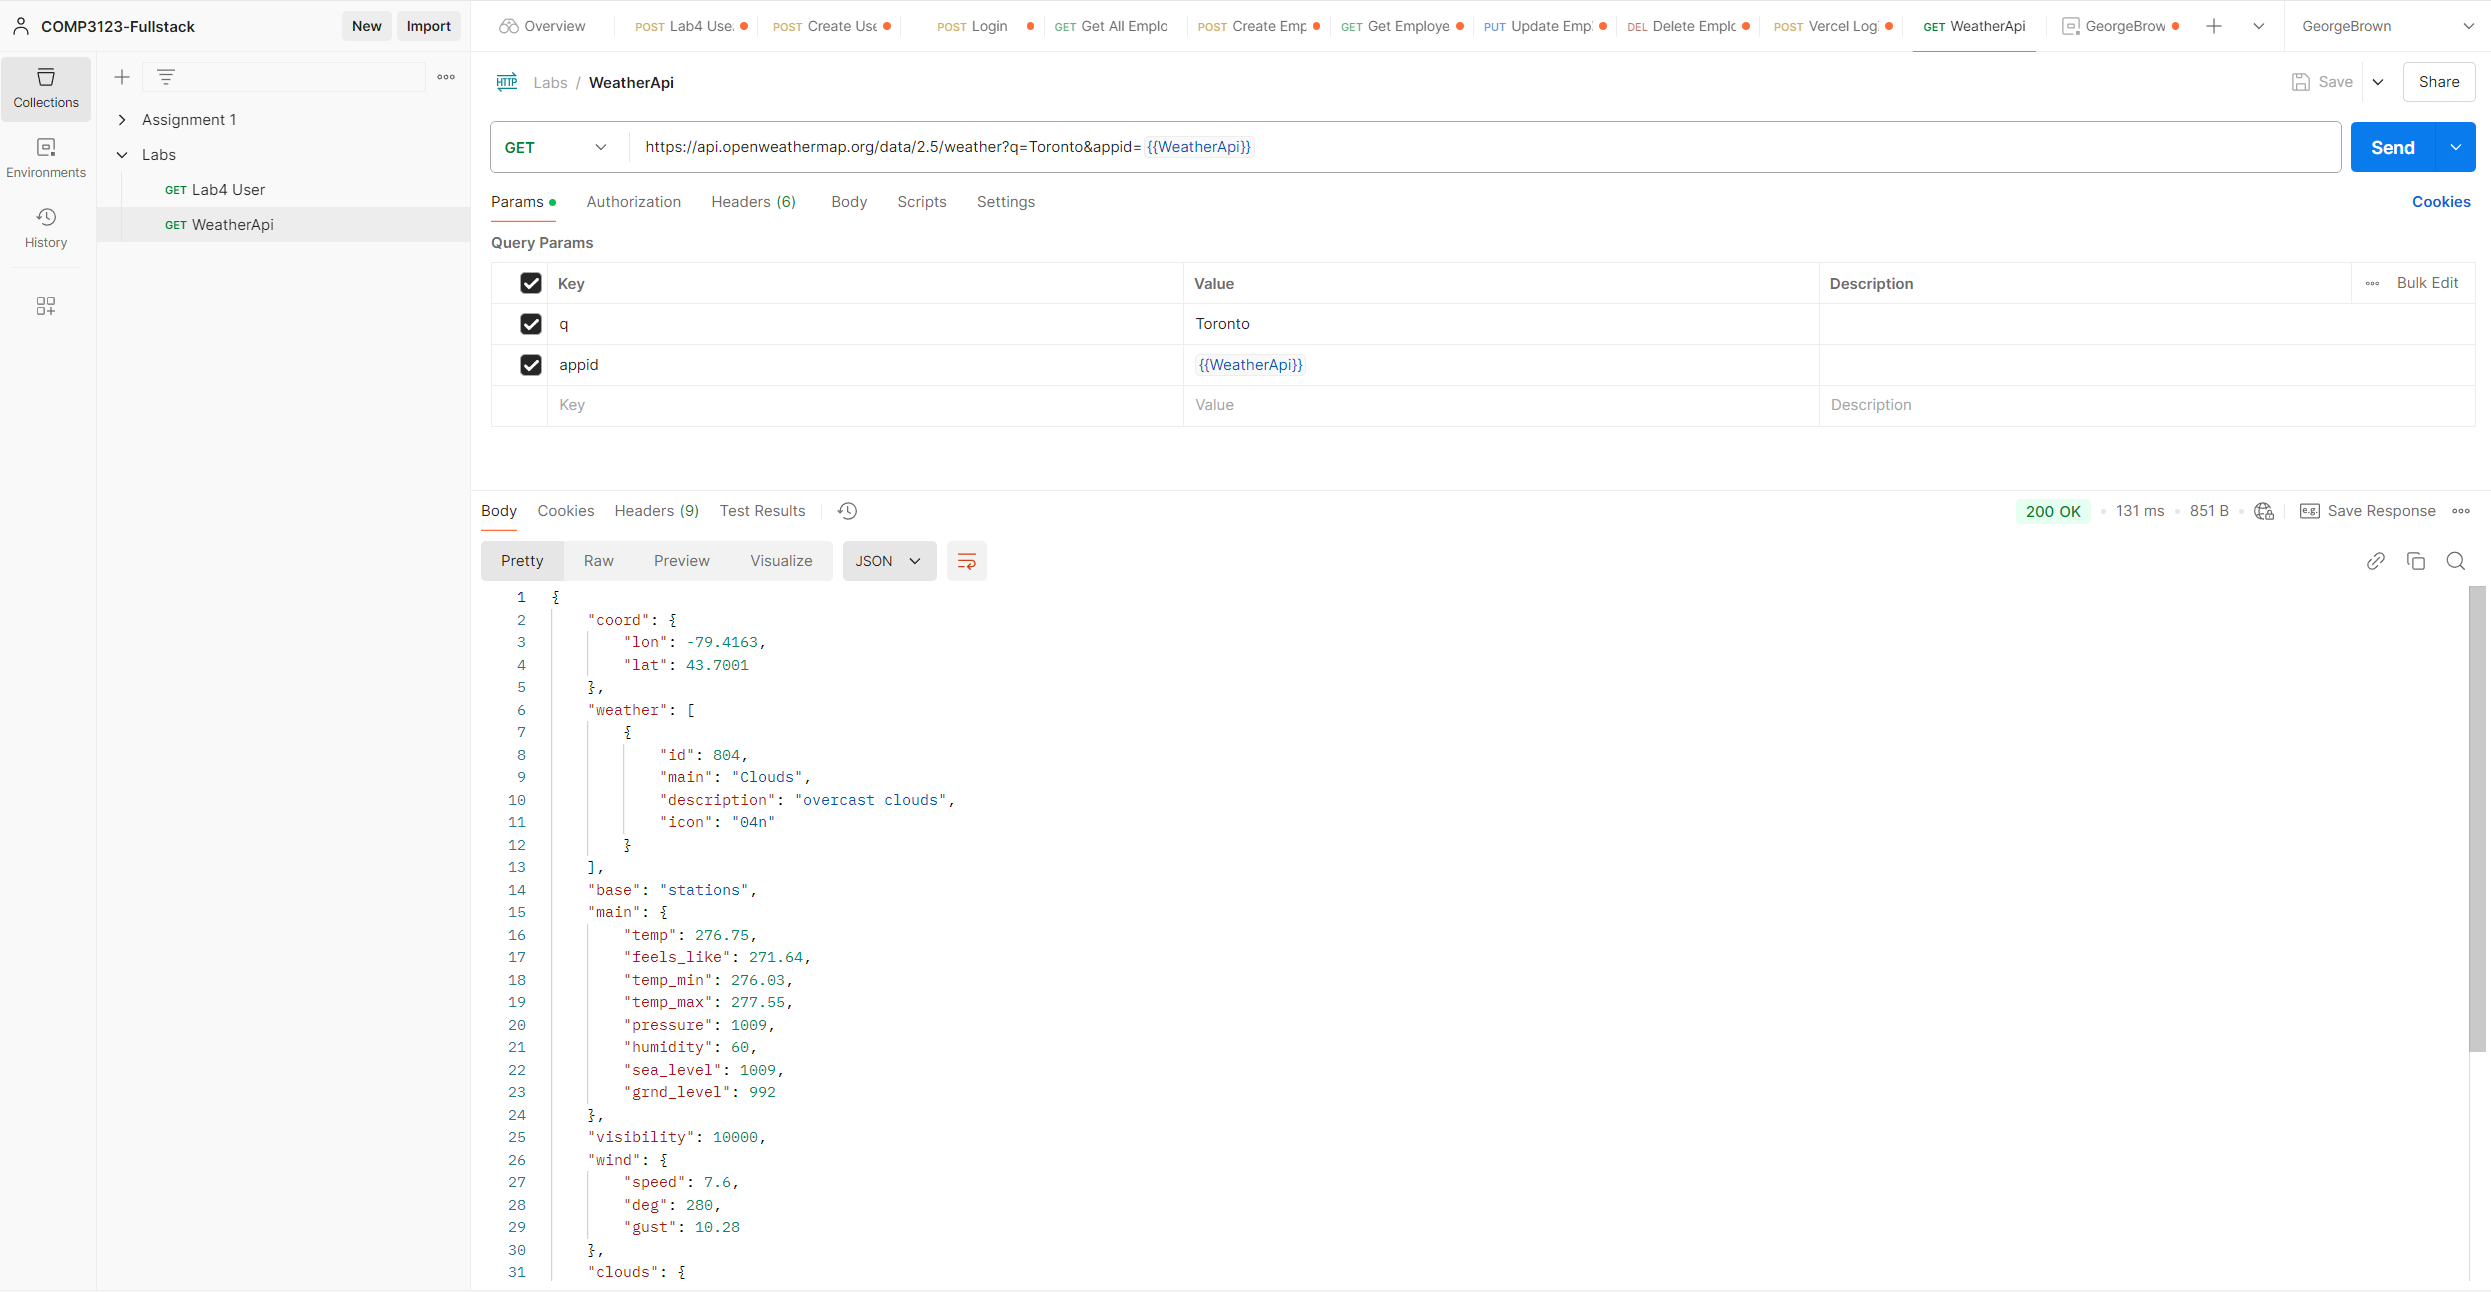 COMP3123-Fullstack
New
Import
Overview
POST Lab4 Use
POST Create Use
POST Login
GET Get All Emplo
POST Create Emp
GET Get Employe
PUT Update Emp
DEL Delete Emplo
POST Vercel Log
GET WeatherApi
GeorgeBrow
GeorgeBrown
Collections
Environments
History
Assignment 1
Labs
GET Lab4 User
GET WeatherApi
HTTP Labs / WeatherApi
Save
Share
GET https://api.openweathermap.org/data/2.5/weather?q=Toronto&appid= {{WeatherApi}}
Send
Params Authorization Headers (6) Body Scripts Settings
Cookies
Query Params
Key Value Description
Bulk Edit
q Toronto
appid {{WeatherApi}}
Key Value Description
Body Cookies Headers (9) Test Results
200 OK 131 ms 851 B
e.g. Save Response
Pretty Raw Preview Visualize
JSON
1 {
2 "coord": {
3 "lon": -79.4163,
4 "lat": 43.7001
5 },
6 "weather": [
7 {
8 "id": 804,
9 "main": "Clouds",
10 "description": "overcast clouds",
11 "icon": "04n"
12 }
13 ],
14 "base": "stations",
15 "main": {
16 "temp": 276.75,
17 "feels_like": 271.64,
18 "temp_min": 276.03,
19 "temp_max": 277.55,
20 "pressure": 1009,
21 "humidity": 60,
22 "sea_level": 1009,
23 "grnd_level": 992
24 },
25 "visibility": 10000,
26 "wind": {
27 "speed": 7.6,
28 "deg": 280,
29 "gust": 10.28
30 },
31 "clouds": {